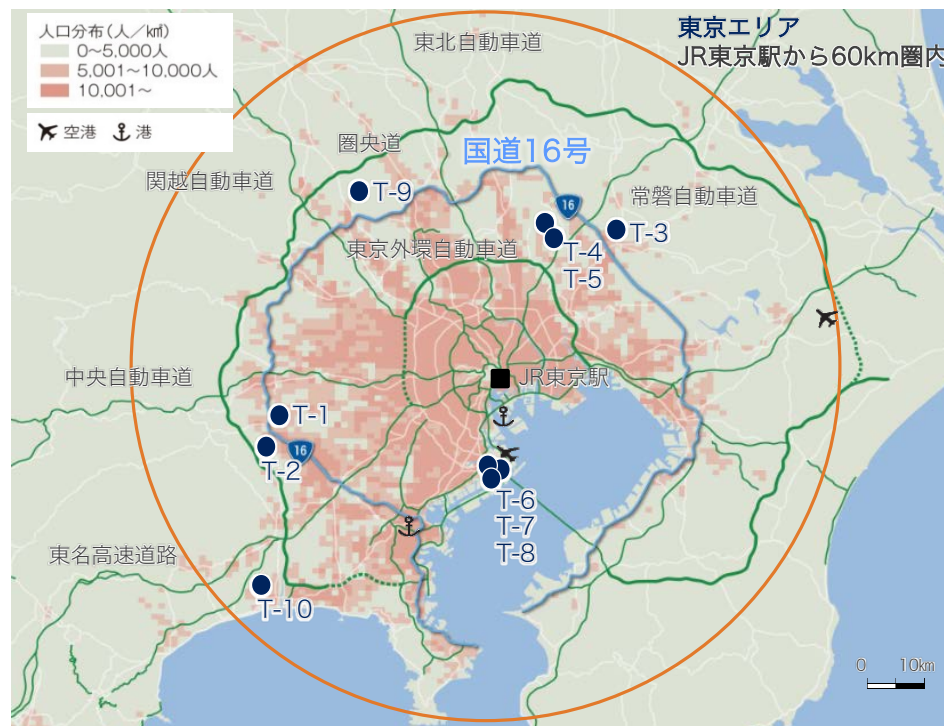 人口分布(人/k㎡)
0〜5,000人
5,001〜10,000人
10,001〜
空港 港
東京エリア
JR東京駅から60km圏内
東北自動車道
圏央道
国道16号
関越自動車道
T-9
16
常磐自動車道
T-3
東京外環自動車道
T-4
T-5
中央自動車道
JR東京駅
T-1
16
T-2
T-6
T-7
T-8
東名高速道路
T-10
0 10km